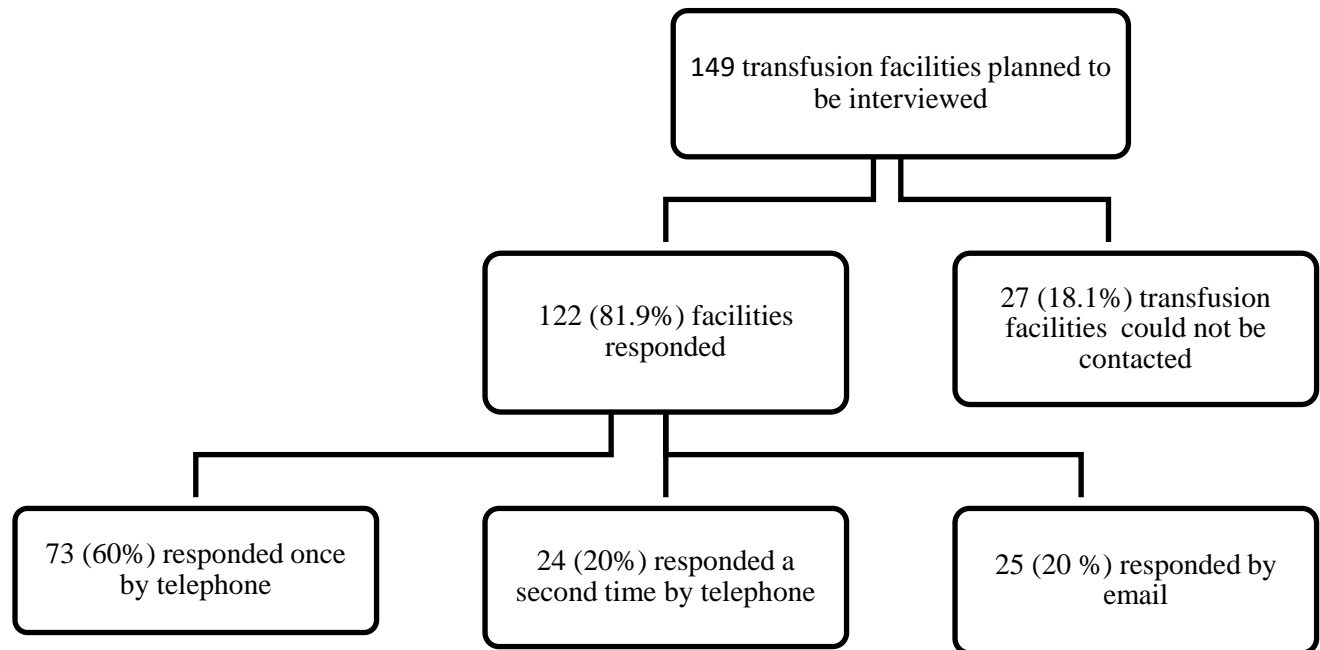 149 transfusion facilities planned to
be interviewed
122 (81.9%) facilities
responded
27 (18.1%) transfusion
facilities could not be
contacted
73 (60%) responded once
by telephone
24 (20%) responded a
second time by telephone
25 (20 %) responded by
email